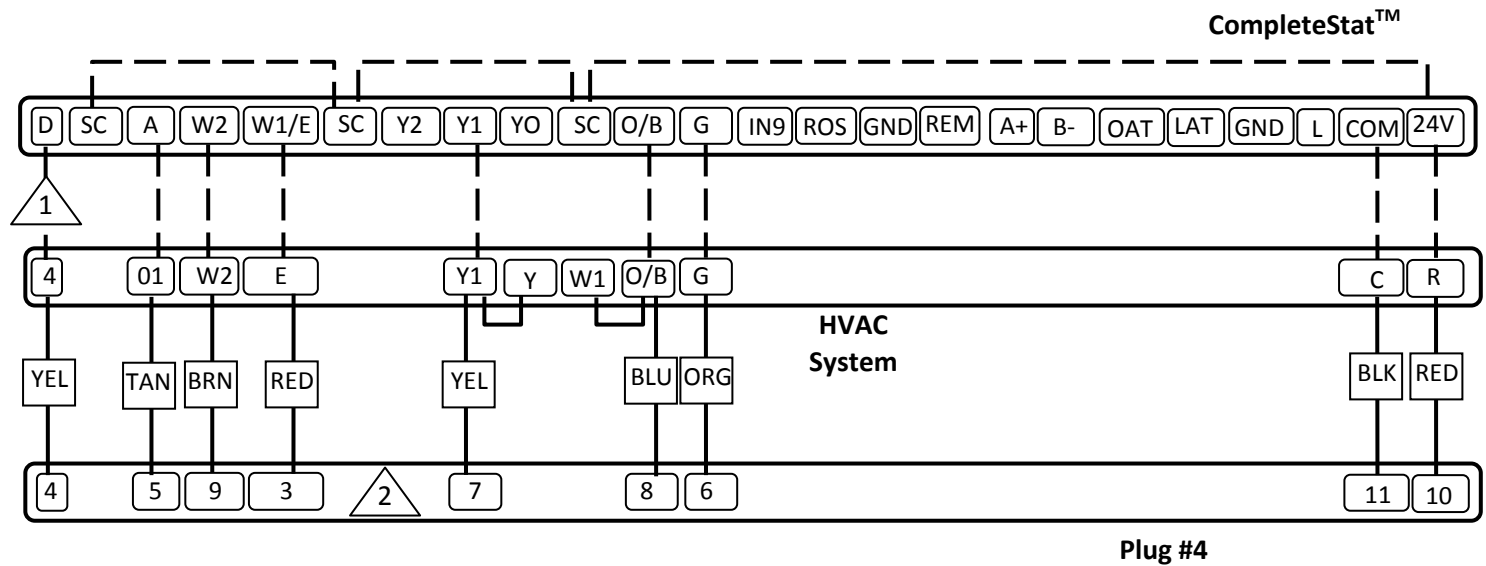 CompleteStat™
D SC A W2 W1/E SC Y2 Y1 YO SC O/B G IN9 ROS GND REM A+ B- OAT LAT GND L COM 24V
1
4 01 W2 E Y1 Y W1 O/B G C R
HVAC
System
YEL TAN BRN RED YEL BLU ORG BLK RED
4 5 9 3 2 7 8 6 11 10
Plug #4